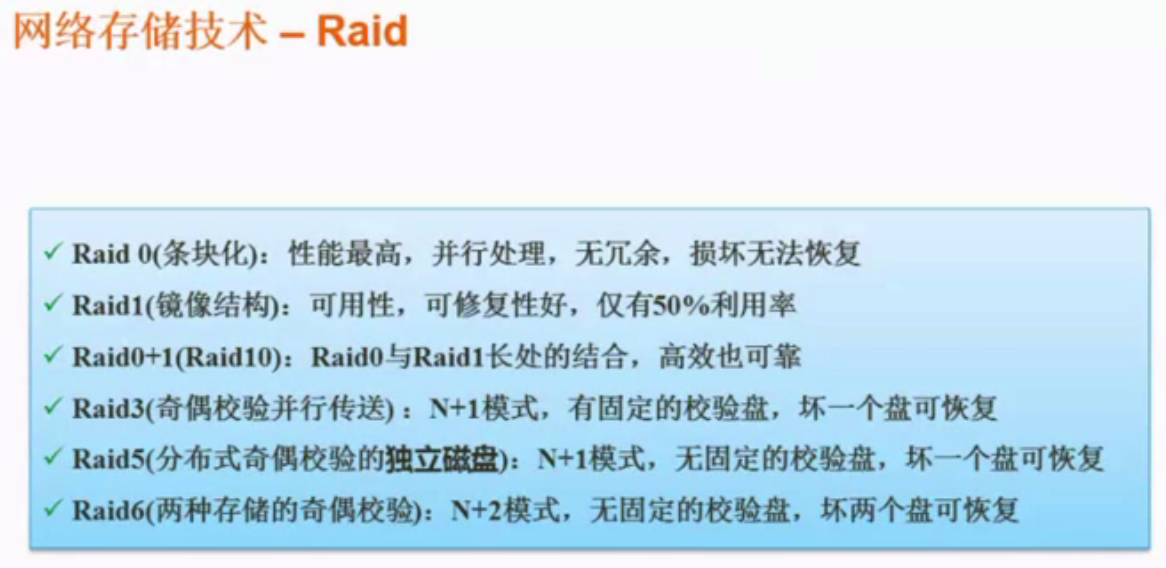 网络存储技术 – Raid
✓ Raid 0(条块化)：性能最高，并行处理，无冗余，损坏无法恢复
✓ Raid1(镜像结构)：可用性，可修复性好，仅有50%利用率
✓ Raid0+1(Raid10)：Raid0与Raid1长处的结合，高效也可靠
✓ Raid3(奇偶校验并行传送)：N+1模式，有固定的校验盘，坏一个盘可恢复
✓ Raid5(分布式奇偶校验的独立磁盘)：N+1模式，无固定的校验盘，坏一个盘可恢复
✓ Raid6(两种存储的奇偶校验)：N+2模式，无固定的校验盘，坏两个盘可恢复